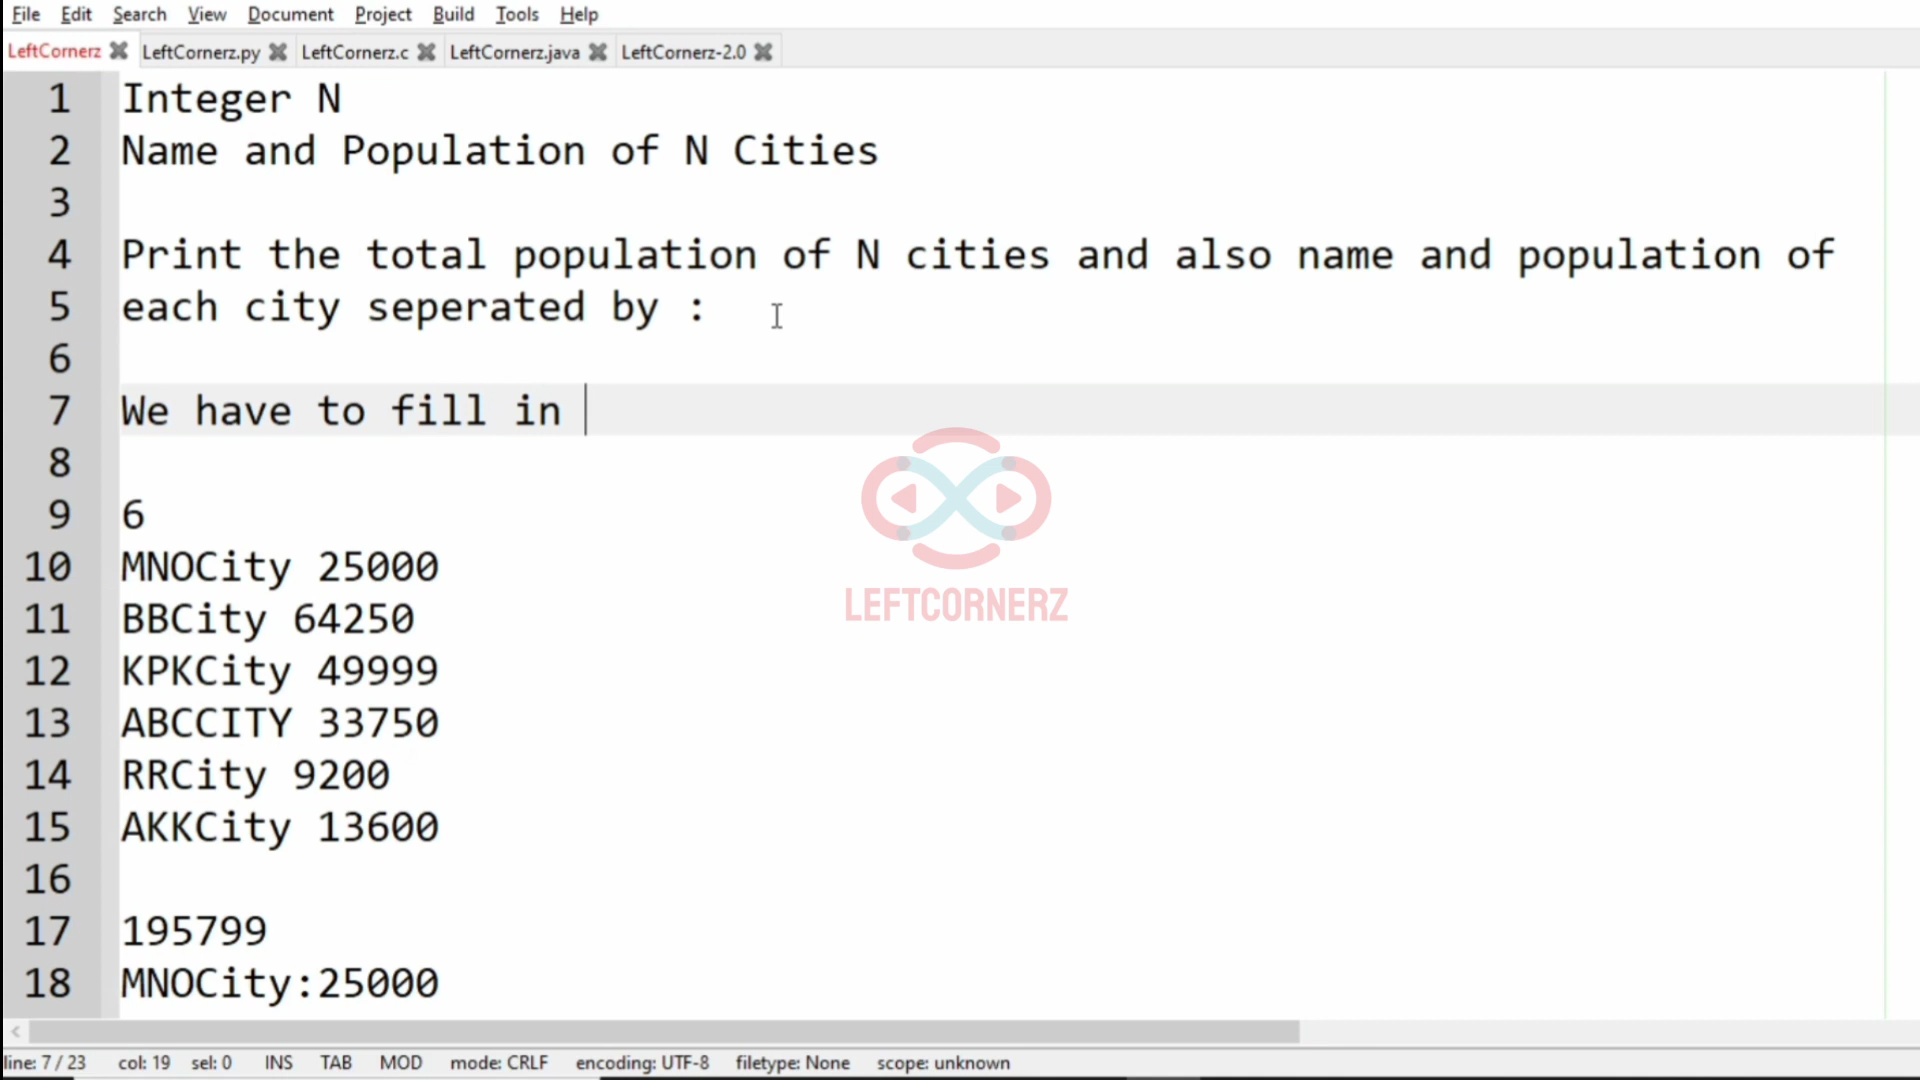 File Edit Search View Document Project Build Tools Help
LeftCornerz LeftCornerz.py LeftCornerz.c LeftCornerz.java LeftCornerz-2.0
1 Integer N
2 Name and Population of N Cities
3
4 Print the total population of N cities and also name and population of
5 each city seperated by :
6
7 We have to fill in
8
9 6
10 MNOCity 25000
11 BBCity 64250
12 KPKCity 49999
13 ABCCITY 33750
14 RRCity 9200
15 AKKCity 13600
16
17 195799
18 MNOCity:25000
LEFTCORNERZ
line: 7 / 23 col: 19 sel: 0 INS TAB MOD mode: CRLF encoding: UTF-8 filetype: None scope: unknown